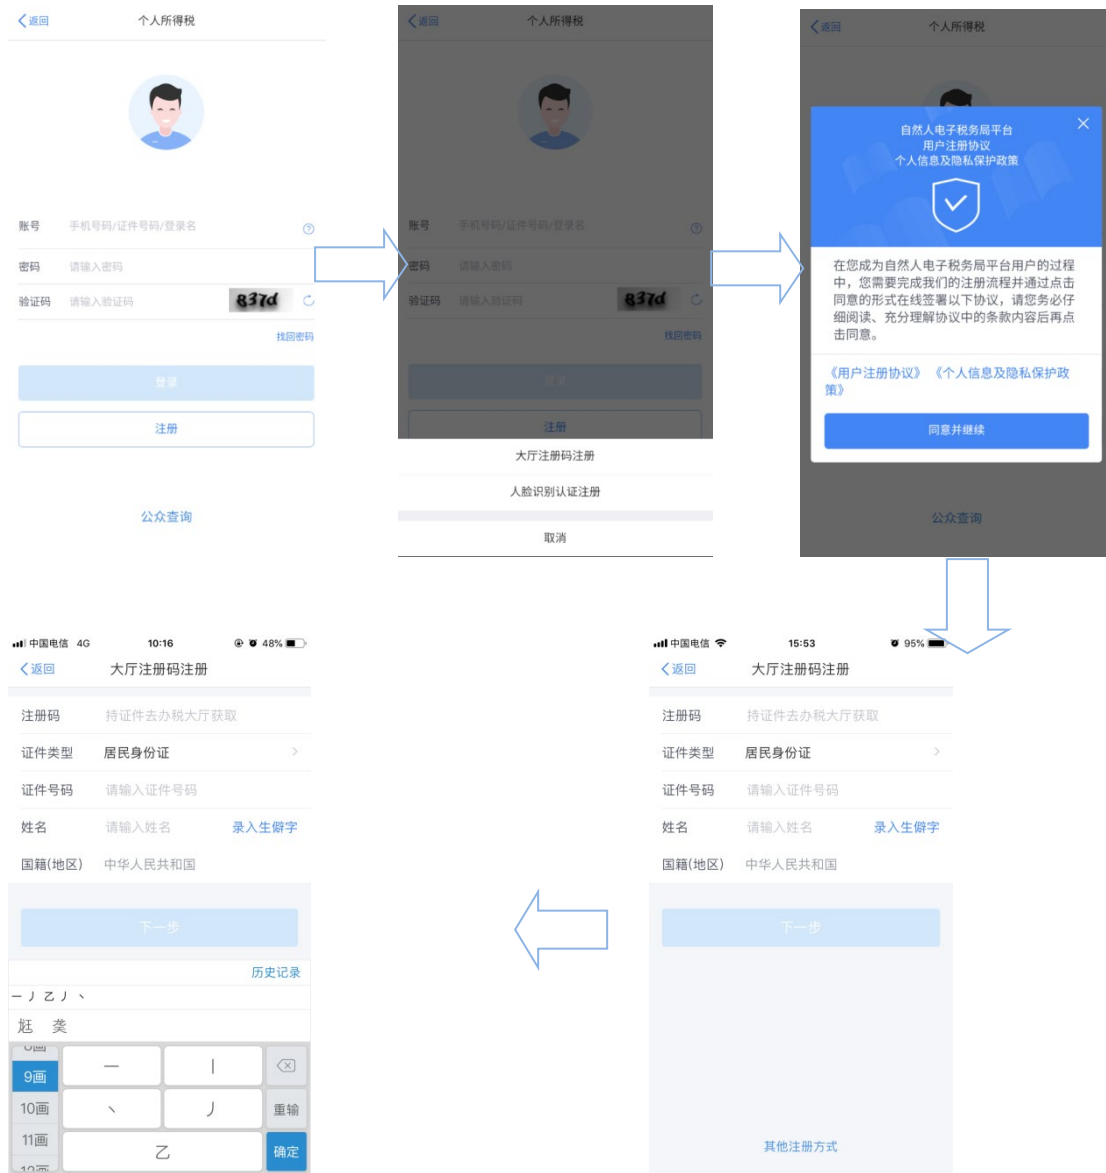 返回
个人所得税
账号 手机号码/证件号码/登录名
密码 请输入密码
验证码 请输入验证码 837d
找回密码
登录
注册
公众查询
返回
个人所得税
账号 手机号码/证件号码/登录名
密码 请输入密码
验证码 请输入验证码 837d
找回密码
登录
注册
大厅注册码注册
人脸识别认证注册
取消
返回
个人所得税
自然人电子税务局平台
用户注册协议
个人信息及隐私保护政策
在您成为自然人电子税务局平台用户的过程
中，您需要完成我们的注册流程并通过点击
同意的形式在线签署以下协议，请您务必仔
细阅读、充分理解协议中的条款内容后再点
击同意。
《用户注册协议》 《个人信息及隐私保护政
策》
同意并继续
公众查询
中国电信 15:53 95%
返回 大厅注册码注册
注册码 持证件去办税大厅获取
证件类型 居民身份证
证件号码 请输入证件号码
姓名 请输入姓名 录入生僻字
国籍(地区) 中华人民共和国
下一步
其他注册方式
中国电信 4G 10:16 48%
返回 大厅注册码注册
注册码 持证件去办税大厅获取
证件类型 居民身份证
证件号码 请输入证件号码
姓名 请输入姓名 录入生僻字
国籍(地区) 中华人民共和国
下一步
历史记录
一丿乙丿丶
尪 䶮
9画 一 丨
10画 丶 丿 重输
11画 乙 确定
12画